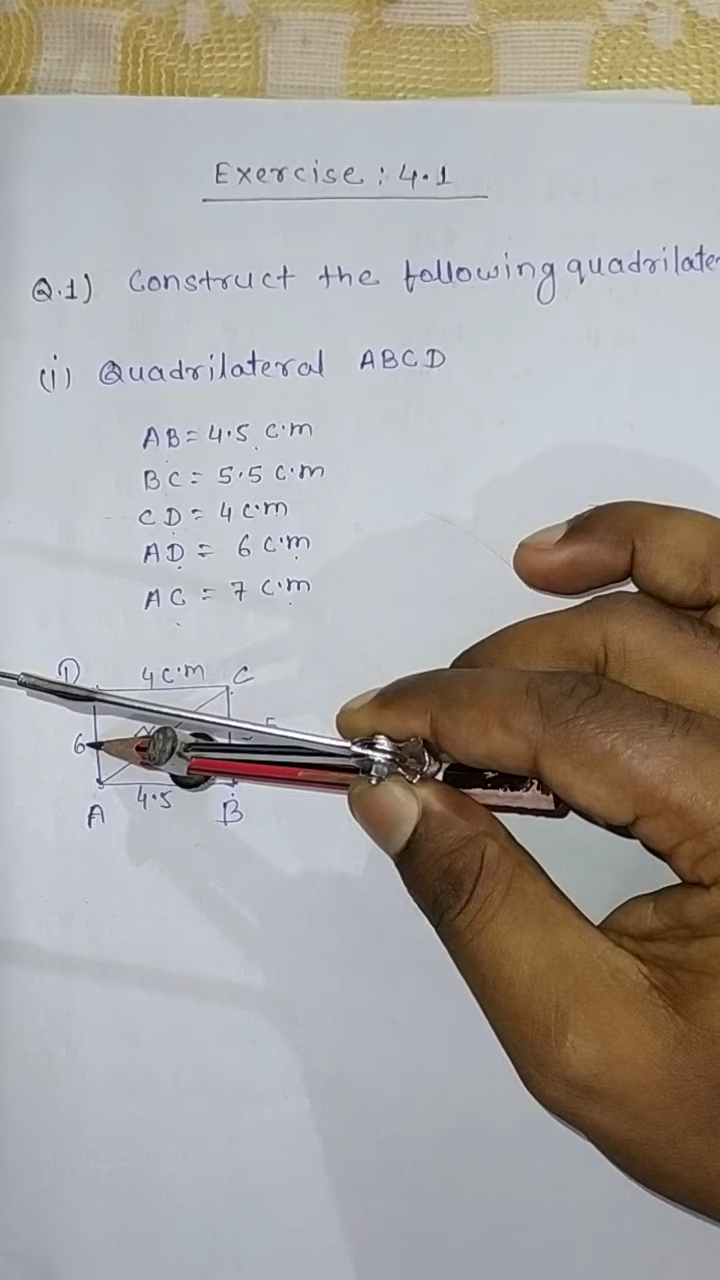 Exercise : 4.1
Q.1) Construct the following
(i) Quadrilateral ABCD
AB = 4.5 c.m
BC = 5.5 c.m
CD = 4 c.m
AD = 6 c.m
AC = 7 c.m
D 4 c.m C
6
A 4.5 B